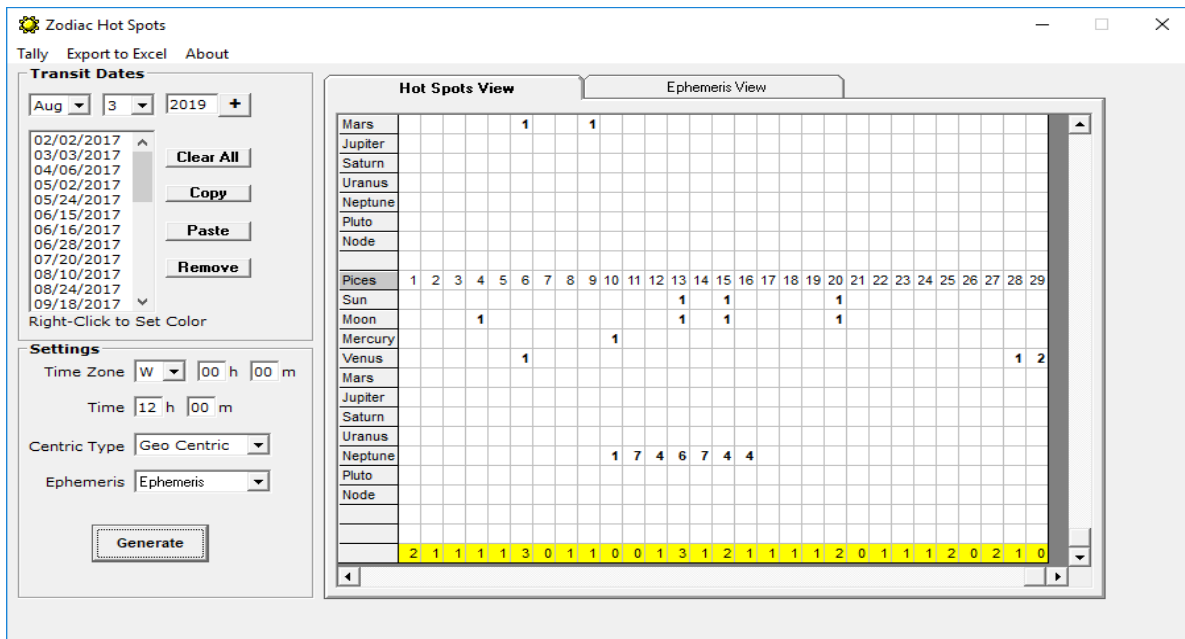 Zodiac Hot Spots
Tally Export to Excel About
Transit Dates
Aug 3 2019 +
02/02/2017
03/03/2017
04/06/2017
05/02/2017
05/24/2017
06/15/2017
06/16/2017
06/28/2017
07/20/2017
08/10/2017
08/24/2017
09/18/2017
Clear All
Copy
Paste
Remove
Right-Click to Set Color
Settings
Time Zone W 00 h 00 m
Time 12 h 00 m
Centric Type Geo Centric
Ephemeris Ephemeris
Generate
Hot Spots View Ephemeris View
Mars 1 1
Jupiter
Saturn
Uranus
Neptune
Pluto
Node
Pices 1 2 3 4 5 6 7 8 9 10 11 12 13 14 15 16 17 18 19 20 21 22 23 24 25 26 27 28 29
Sun 1 1 1
Moon 1 1 1 1
Mercury 1
Venus 1 1 2
Mars
Jupiter
Saturn
Uranus
Neptune 1 7 4 6 7 4 4
Pluto
Node
2 1 1 1 1 3 0 1 1 0 0 1 3 1 2 1 1 1 1 2 0 1 1 1 2 0 2 1 0